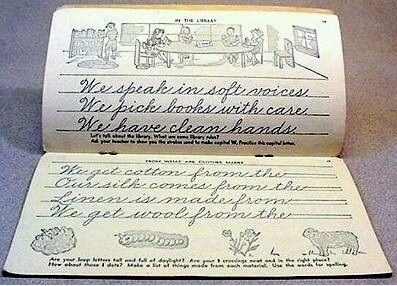 IN THE LIBRARY
We speak in soft voices.
We pick books with care.
We have clean hands.
Let's talk about the library. What are some library rules?
Ask your teacher to show you the strokes used to make capital W. Practice this capital letter.
FROM WHAT ARE CLOTHES MADE?
We get cotton from the
Our silk comes from the
Linen is made from
We get wool from the
Are your loop letters tall and full of daylight? Are your t crossings neat and in the right place?
How about those i dots? Make a list of things made from each material. Use the words for spelling.